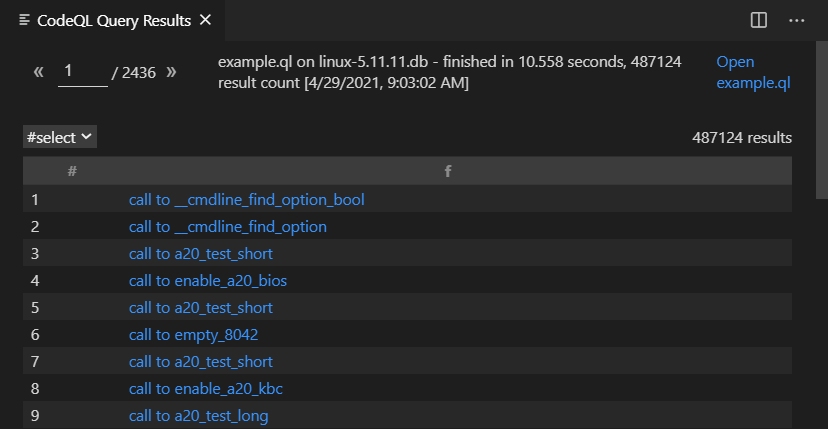 CodeQL Query Results
1 / 2436
example.ql on linux-5.11.11.db - finished in 10.558 seconds, 487124
result count [4/29/2021, 9:03:02 AM]
Open
example.ql
#select
487124 results
# f
1 call to __cmdline_find_option_bool
2 call to __cmdline_find_option
3 call to a20_test_short
4 call to enable_a20_bios
5 call to a20_test_short
6 call to empty_8042
7 call to a20_test_short
8 call to enable_a20_kbc
9 call to a20_test_long